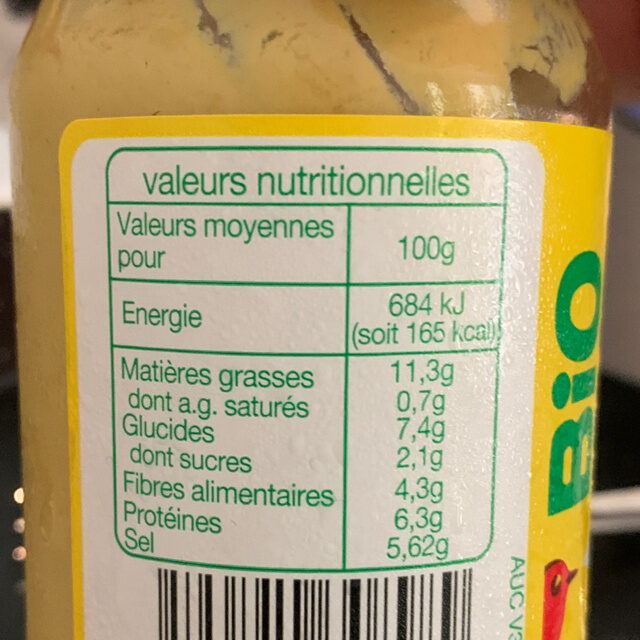 valeurs nutritionnelles
Valeurs moyennes
pour
100g
Energie
684 kJ
(soit 165 kcal)
Matières grasses 11,3g
dont a.g. saturés 0,7g
Glucides 7,4g
dont sucres 2,1g
Fibres alimentaires 4,3g
Protéines 6,3g
Sel 5,62g
BiO
AUC